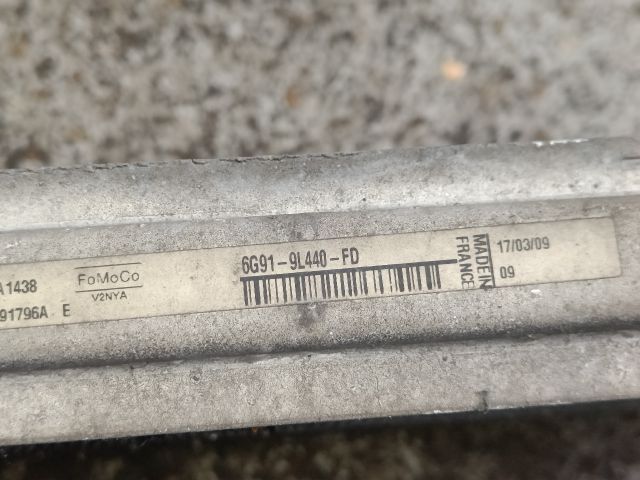 A1438
91796A E
FoMoCo
V2NYA
6G91-9L440-FD
MADE IN
FRANCE
17/03/09
09